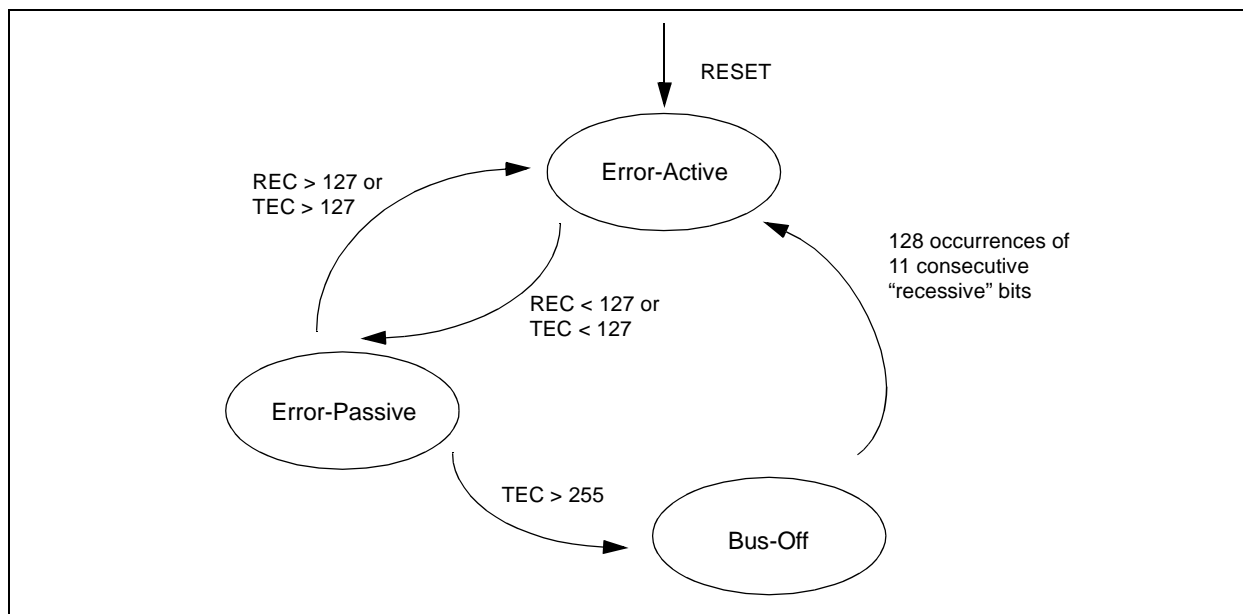 RESET
Error-Active
REC > 127 or
TEC > 127
128 occurrences of
11 consecutive
“recessive” bits
REC < 127 or
TEC < 127
Error-Passive
TEC > 255
Bus-Off